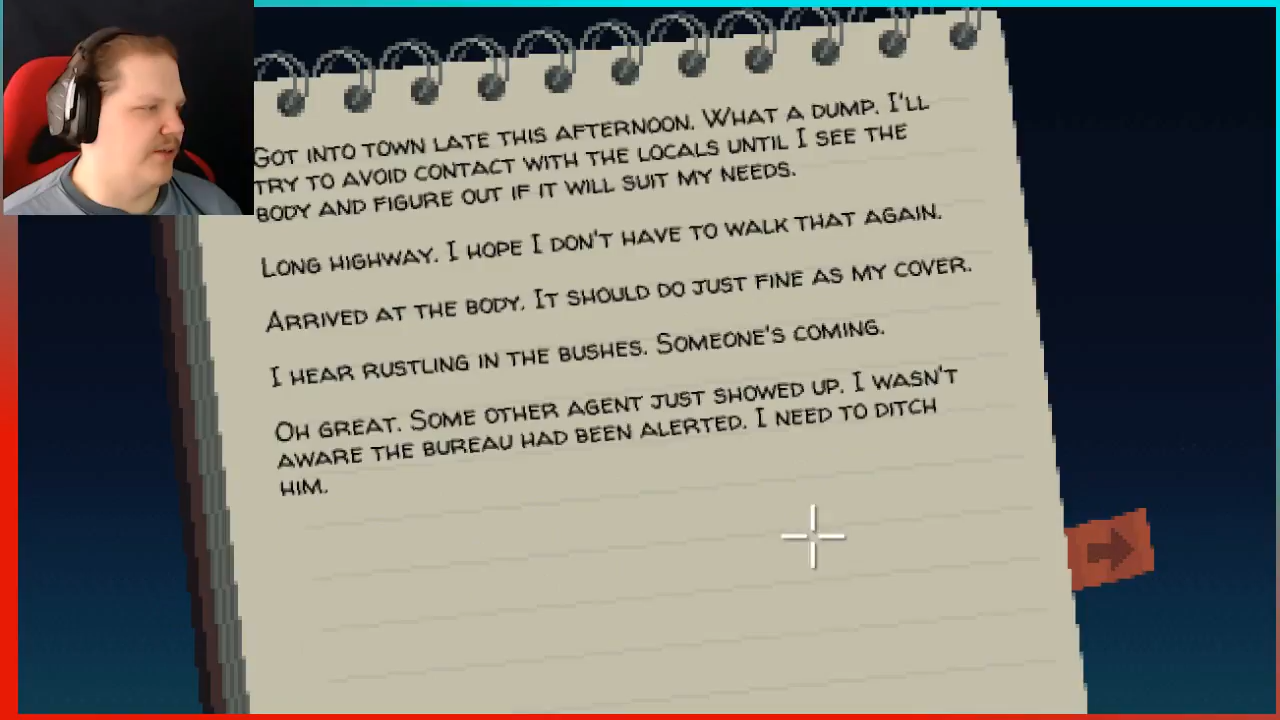 GOT INTO TOWN LATE THIS AFTERNOON. WHAT A DUMP. I'LL
TRY TO AVOID CONTACT WITH THE LOCALS UNTIL I SEE THE
BODY AND FIGURE OUT IF IT WILL SUIT MY NEEDS.
LONG HIGHWAY. I HOPE I DON'T HAVE TO WALK THAT AGAIN.
ARRIVED AT THE BODY. IT SHOULD DO JUST FINE AS MY COVER.
I HEAR RUSTLING IN THE BUSHES. SOMEONE'S COMING.
OH GREAT. SOME OTHER AGENT JUST SHOWED UP. I WASN'T
AWARE THE BUREAU HAD BEEN ALERTED. I NEED TO DITCH
HIM.